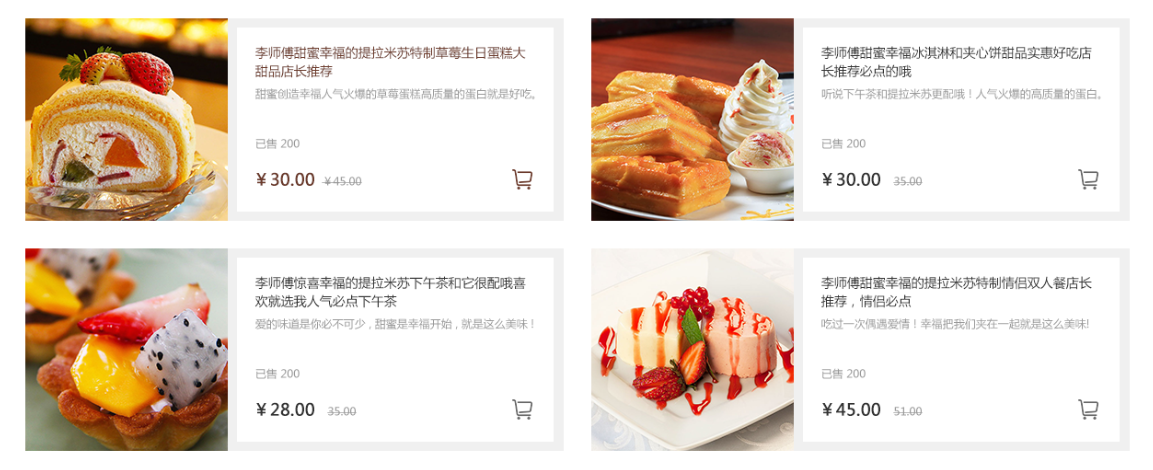 李师傅甜蜜幸福的提拉米苏特制草莓生日蛋糕大
甜品店长推荐
甜蜜创造幸福人气火爆的草莓蛋糕高质量的蛋白就是好吃。
已售 200
¥ 30.00 ¥ 45.00
李师傅甜蜜幸福冰淇淋和夹心饼甜品实惠好吃店
长推荐必点的哦
听说下午茶和提拉米苏更配哦！人气火爆的高质量的蛋白。
已售 200
¥ 30.00 35.00
李师傅惊喜幸福的提拉米苏下午茶和它很配哦喜
欢就选我人气必点下午茶
爱的味道是你必不可少，甜蜜是幸福开始，就是这么美味！
已售 200
¥ 28.00 35.00
李师傅甜蜜幸福的提拉米苏特制情侣双人餐店长
推荐，情侣必点
吃过一次偶遇爱情！幸福把我们夹在一起就是这么美味!
已售 200
¥ 45.00 51.00